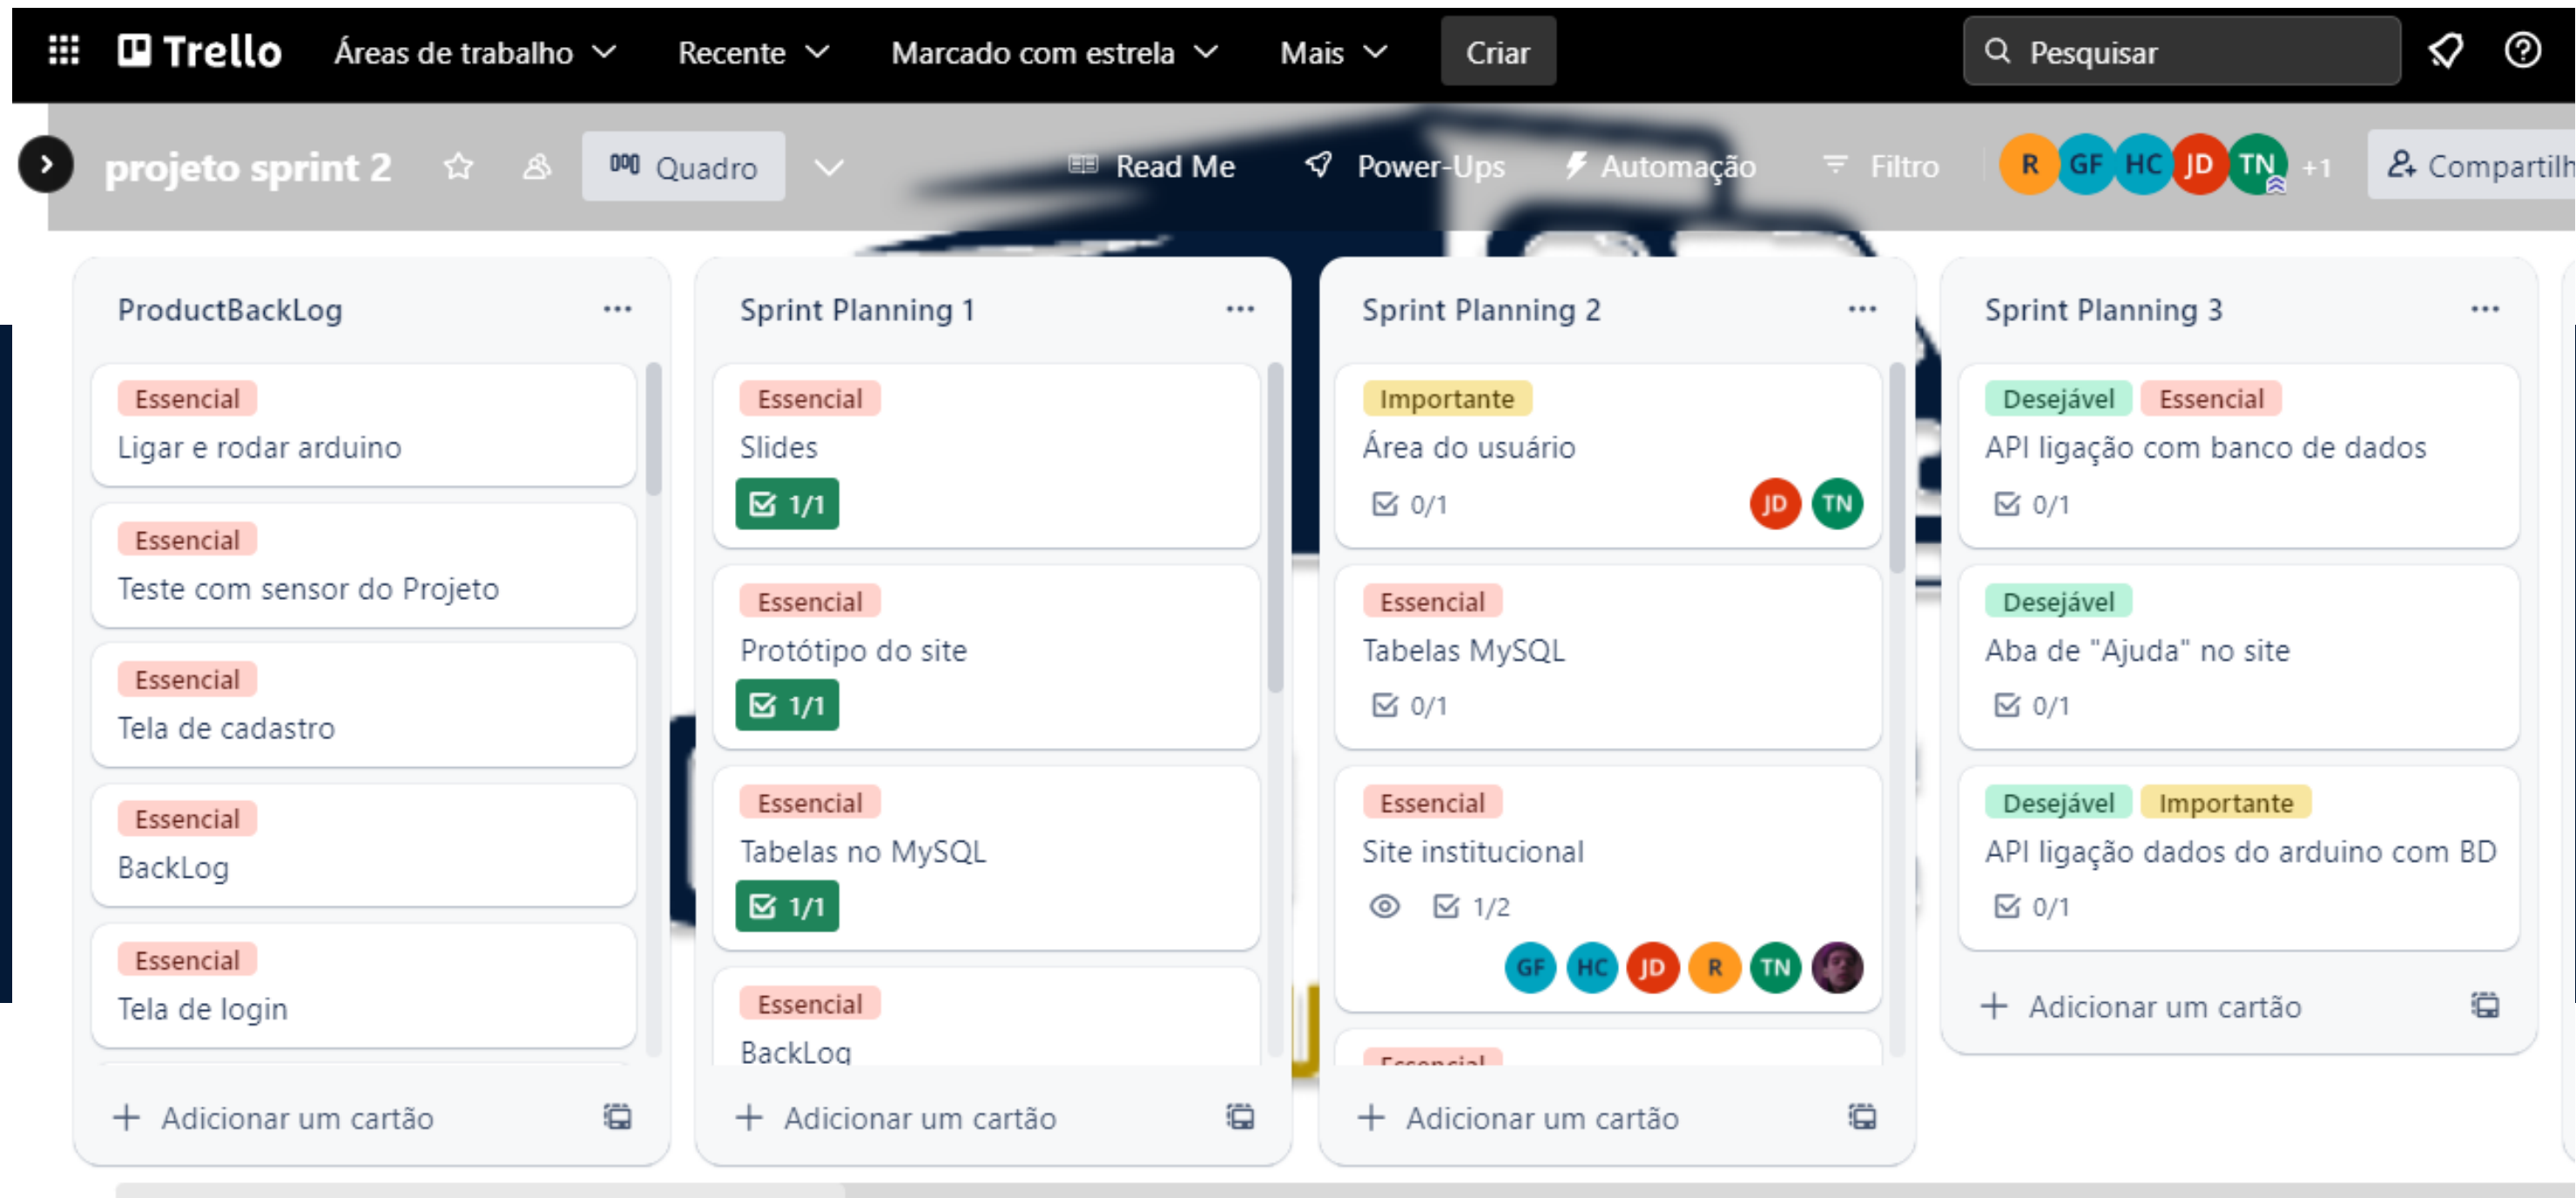 Trello Áreas de trabalho Recente Marcado com estrela Mais Criar Pesquisar
projeto sprint 2 Quadro Read Me Power-Ups Automação Filtro R GF HC JD TN +1 Compartilh
ProductBackLog
Essencial
Ligar e rodar arduino
Essencial
Teste com sensor do Projeto
Essencial
Tela de cadastro
Essencial
BackLog
Essencial
Tela de login
+ Adicionar um cartão
Sprint Planning 1
Essencial
Slides
1/1
Essencial
Protótipo do site
1/1
Essencial
Tabelas no MySQL
1/1
Essencial
BackLog
+ Adicionar um cartão
Sprint Planning 2
Importante
Área do usuário
0/1 JD TN
Essencial
Tabelas MySQL
0/1
Essencial
Site institucional
1/2
GF HC JD R TN
Essencial
+ Adicionar um cartão
Sprint Planning 3
Desejável Essencial
API ligação com banco de dados
0/1
Desejável
Aba de "Ajuda" no site
0/1
Desejável Importante
API ligação dados do arduino com BD
0/1
+ Adicionar um cartão